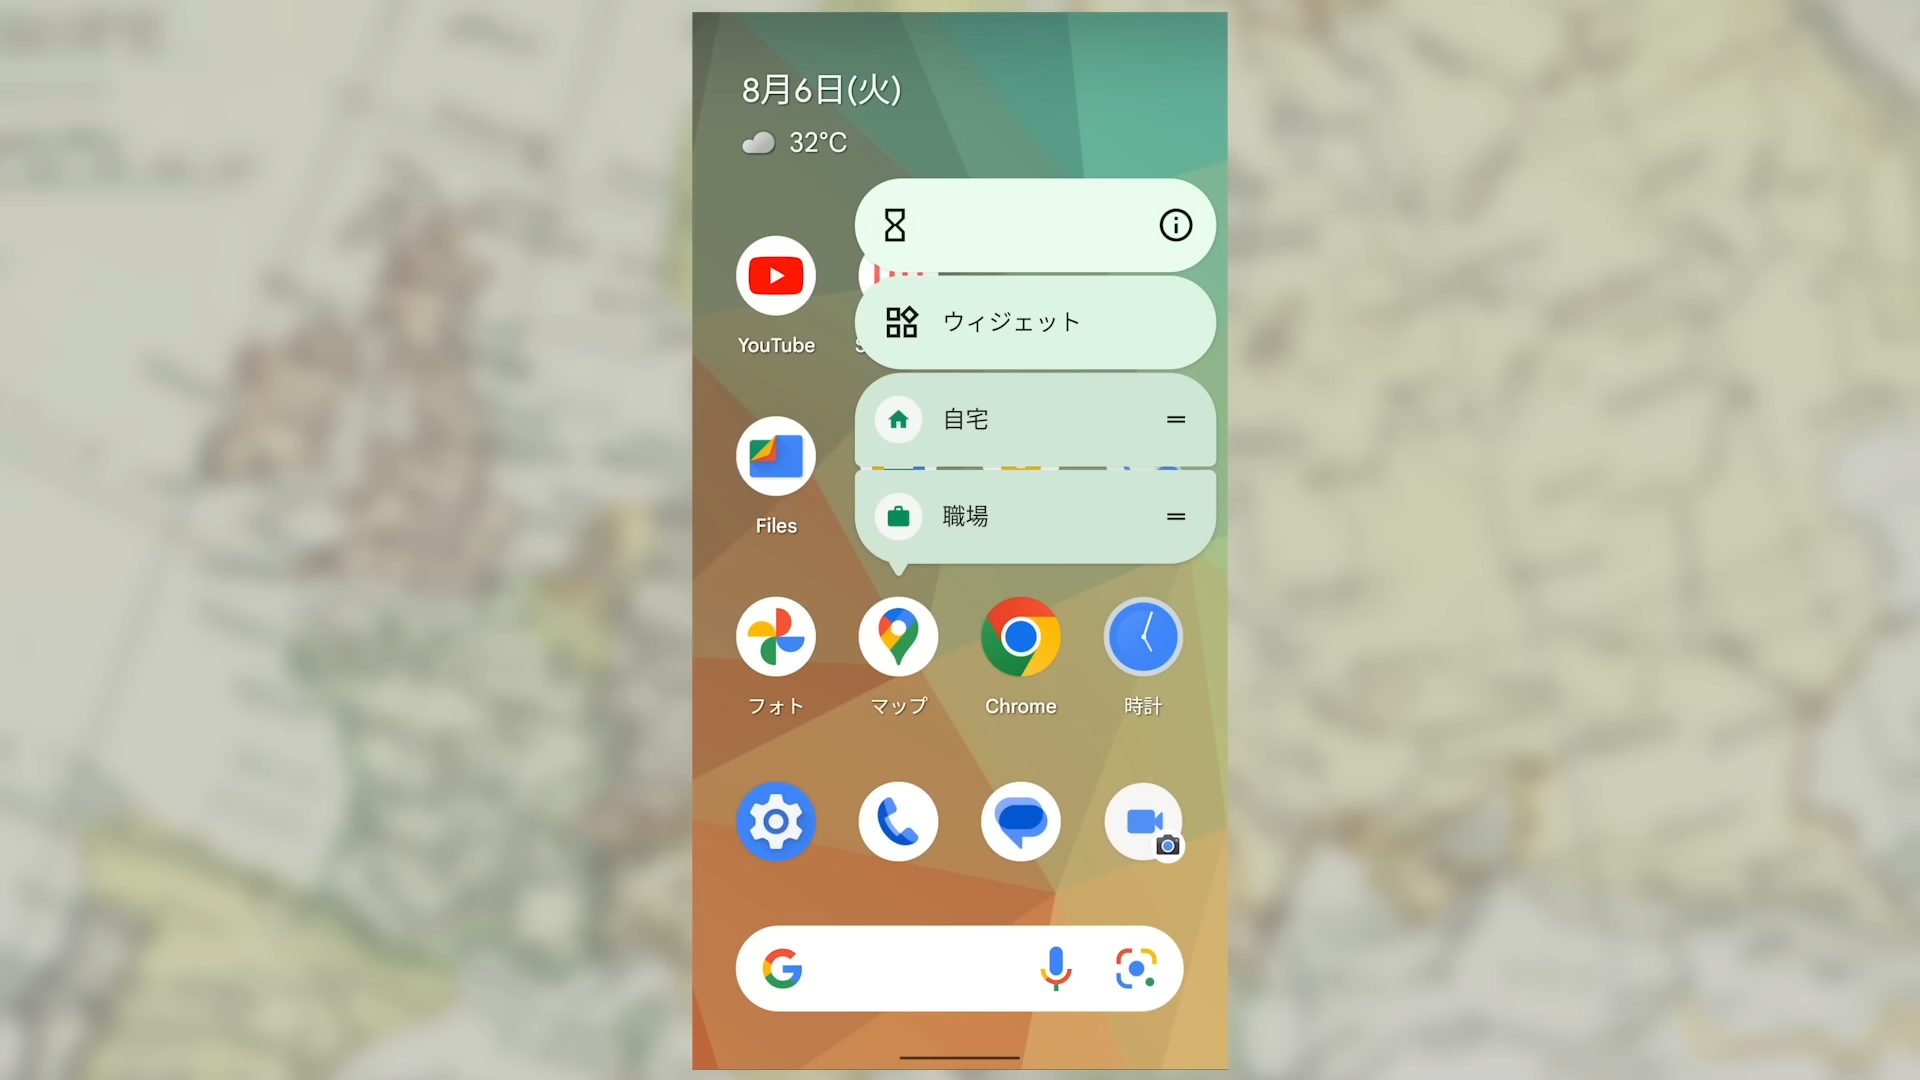 8月6日(火)
32°C
ウィジェット
YouTube
自宅
職場
Files
フォト
マップ
Chrome
時計